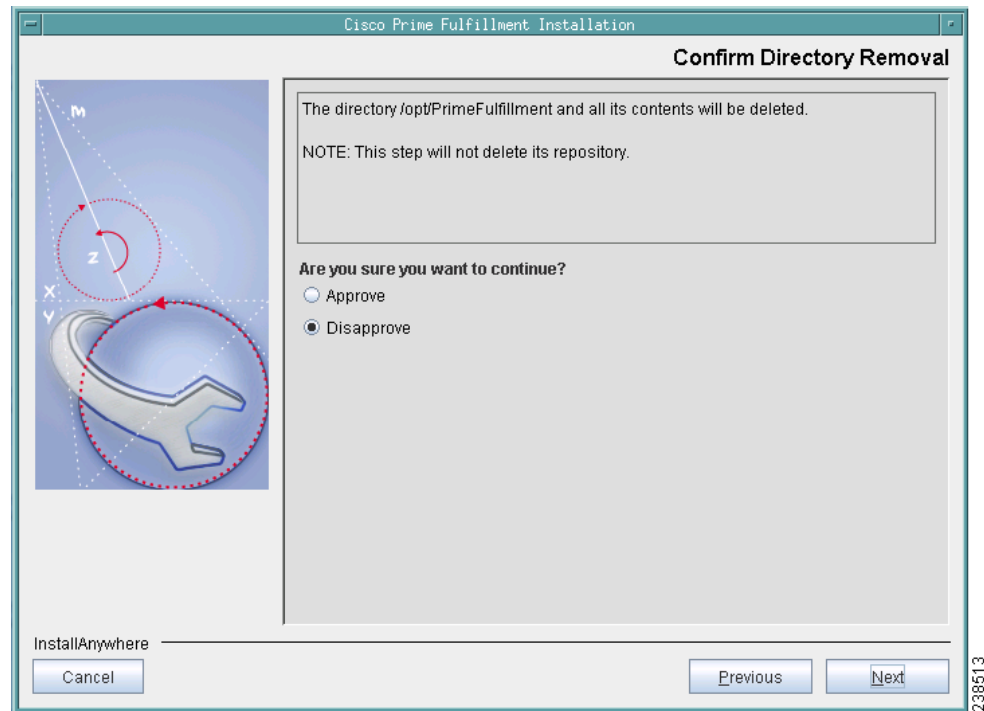 Cisco Prime Fulfillment Installation
Confirm Directory Removal
m
z
X
Y
The directory /opt/PrimeFulfillment and all its contents will be deleted.
NOTE: This step will not delete its repository.
Are you sure you want to continue?
Approve
Disapprove
InstallAnywhere
Cancel
Previous
Next
238513